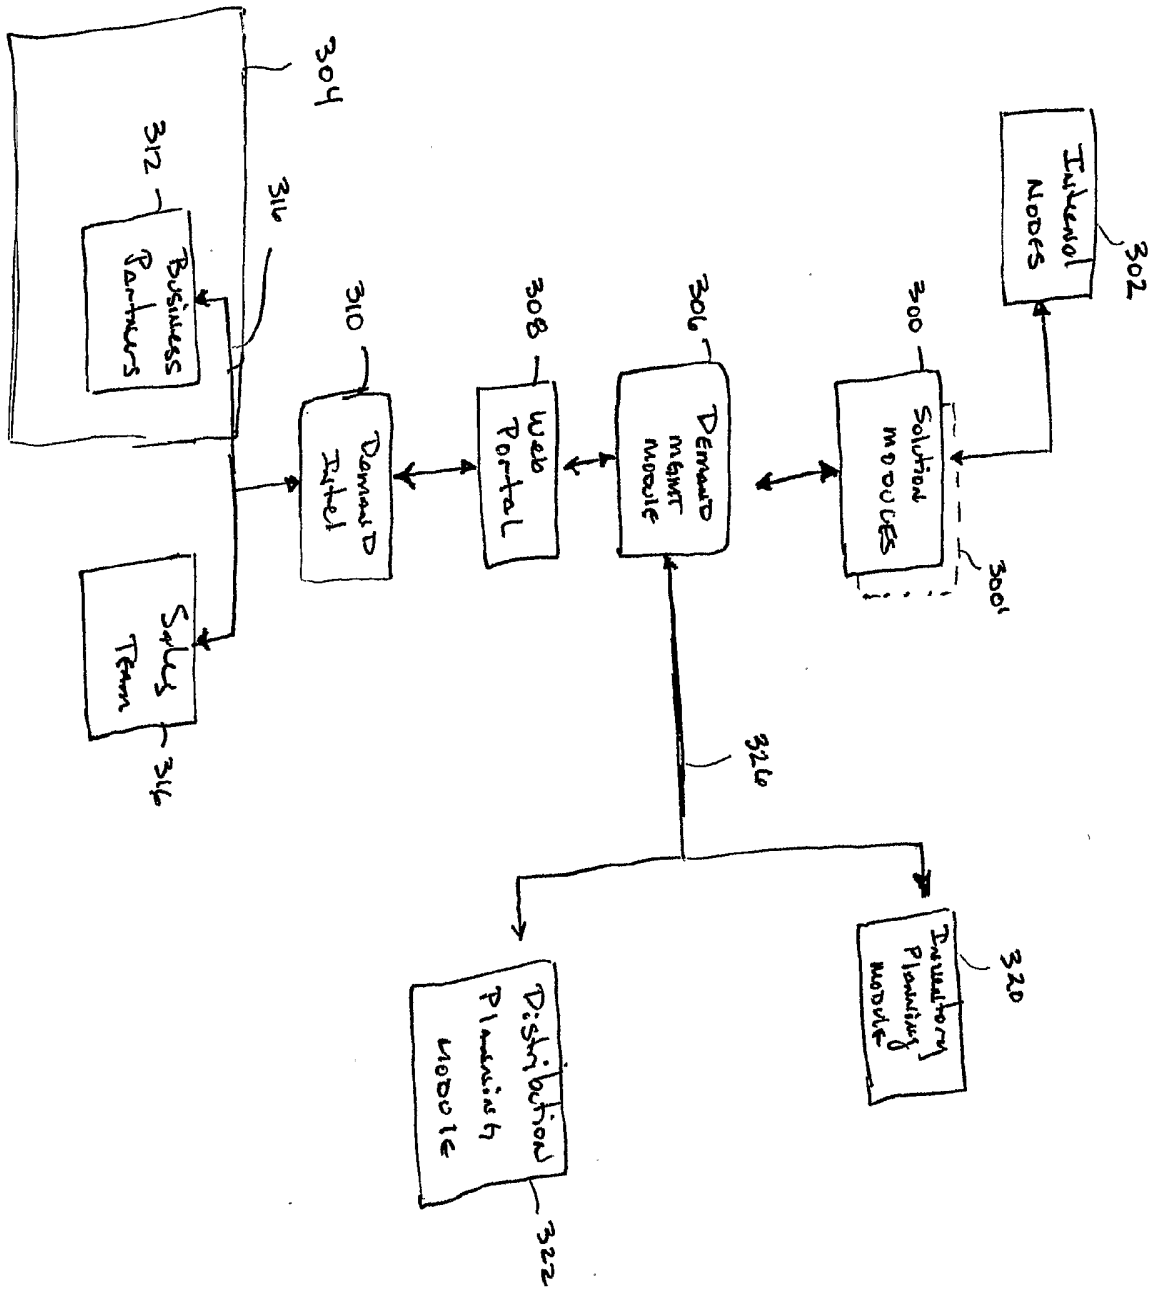 302
Internal
NODES
300
Solution
MODULES
300'
306
DEMAND
MGMT
MODULE
308
Web
Portal
310
DemanD
Intel
304
316
312
Business
Partners
Sales
TEAM
316
326
320
Inventory
Planning
MODULE
Distribution
Planning
MODULE
322